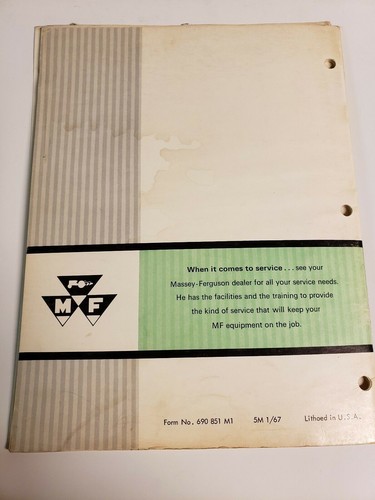 When it comes to service... see your
Massey-Ferguson dealer for all your service needs.
He has the facilities and the training to provide
the kind of service that will keep your
MF equipment on the job.
M F
Form No. 690 851 M1 5M 1/67 Lithoed in U.S.A.